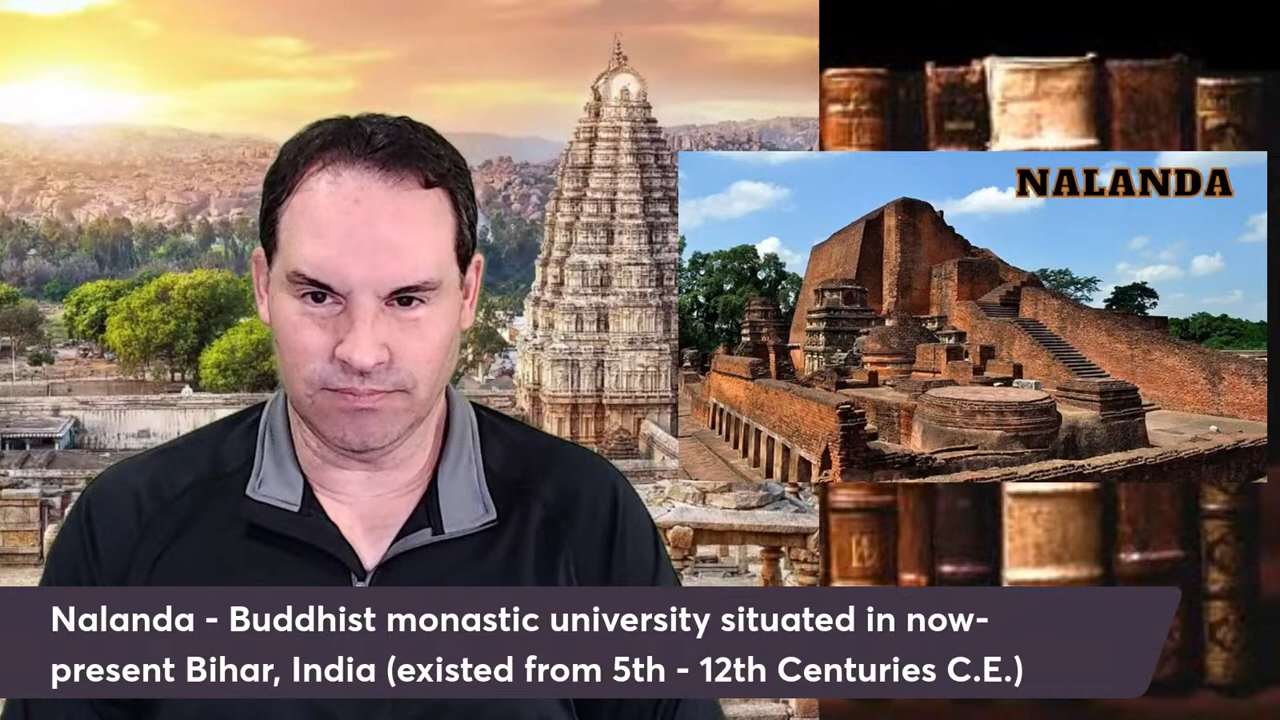 NALANDA
Nalanda - Buddhist monastic university situated in now-
present Bihar, India (existed from 5th - 12th Centuries C.E.)